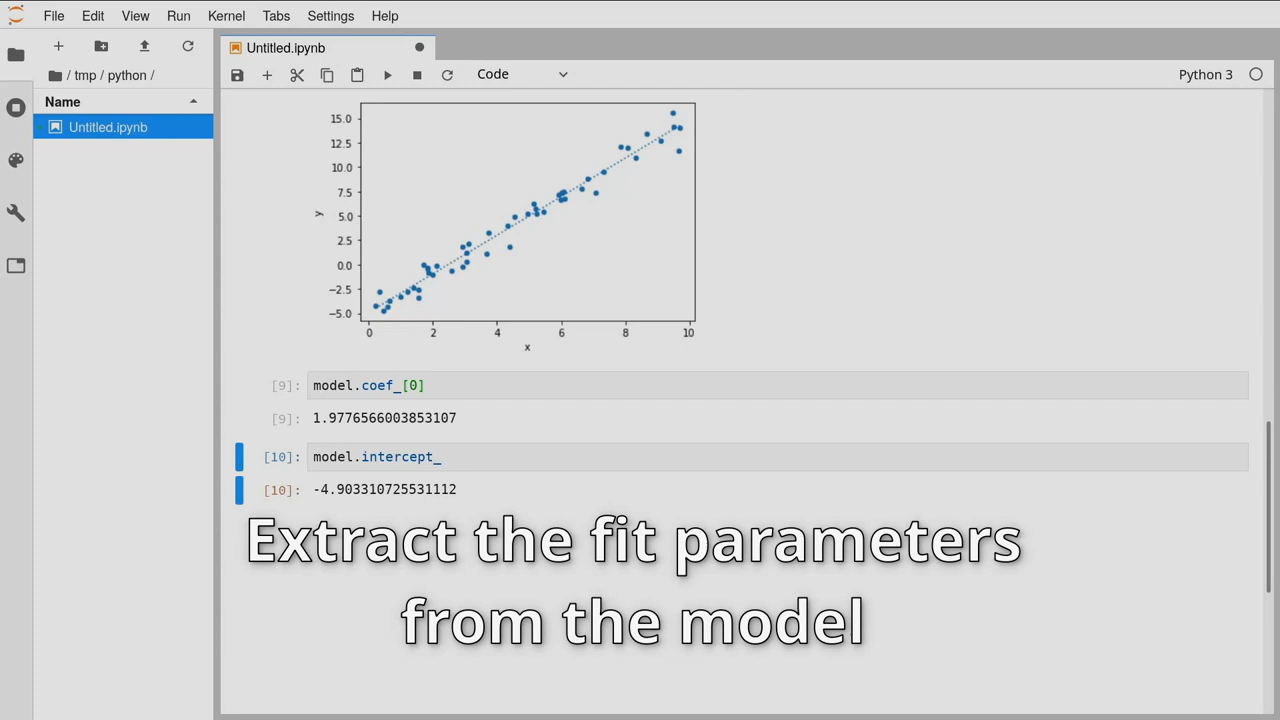 File Edit View Run Kernel Tabs Settings Help
/ tmp / python /
Name
Untitled.ipynb
Untitled.ipynb
Code
Python 3
15.0
12.5
10.0
7.5
5.0
2.5
0.0
−2.5
−5.0
y
0 2 4 6 8 10
x
[9]: model.coef_[0]
[9]: 1.9776566003853107
[10]: model.intercept_
[10]: -4.903310725531112
Extract the fit parameters
from the model